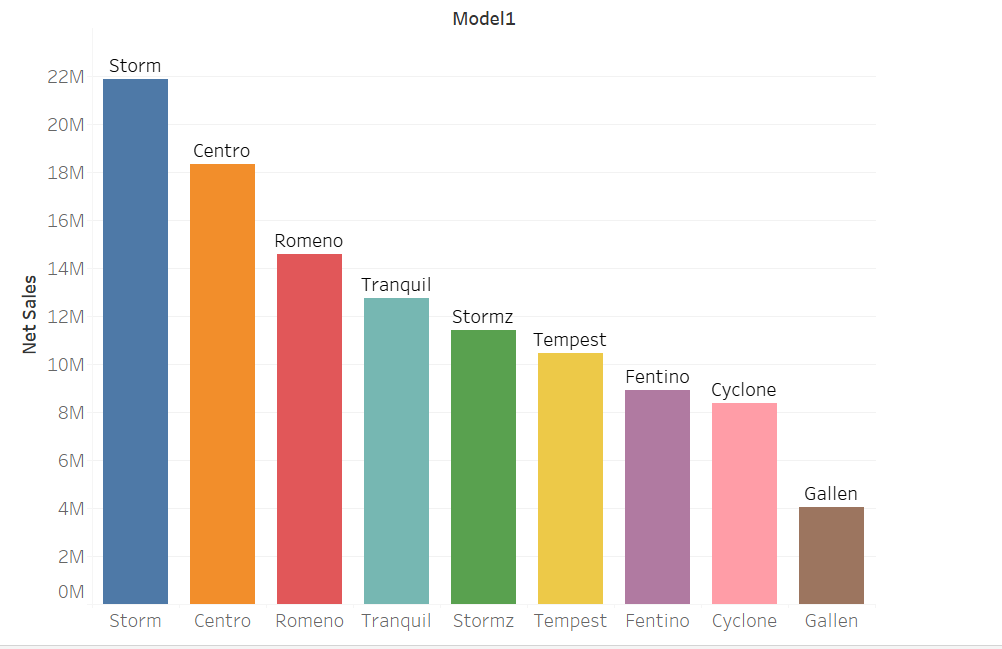 Model1
Net Sales
22M
20M
18M
16M
14M
12M
10M
8M
6M
4M
2M
0M
Storm
Centro
Romeno
Tranquil
Stormz
Tempest
Fentino
Cyclone
Gallen
Storm Centro Romeno Tranquil Stormz Tempest Fentino Cyclone Gallen